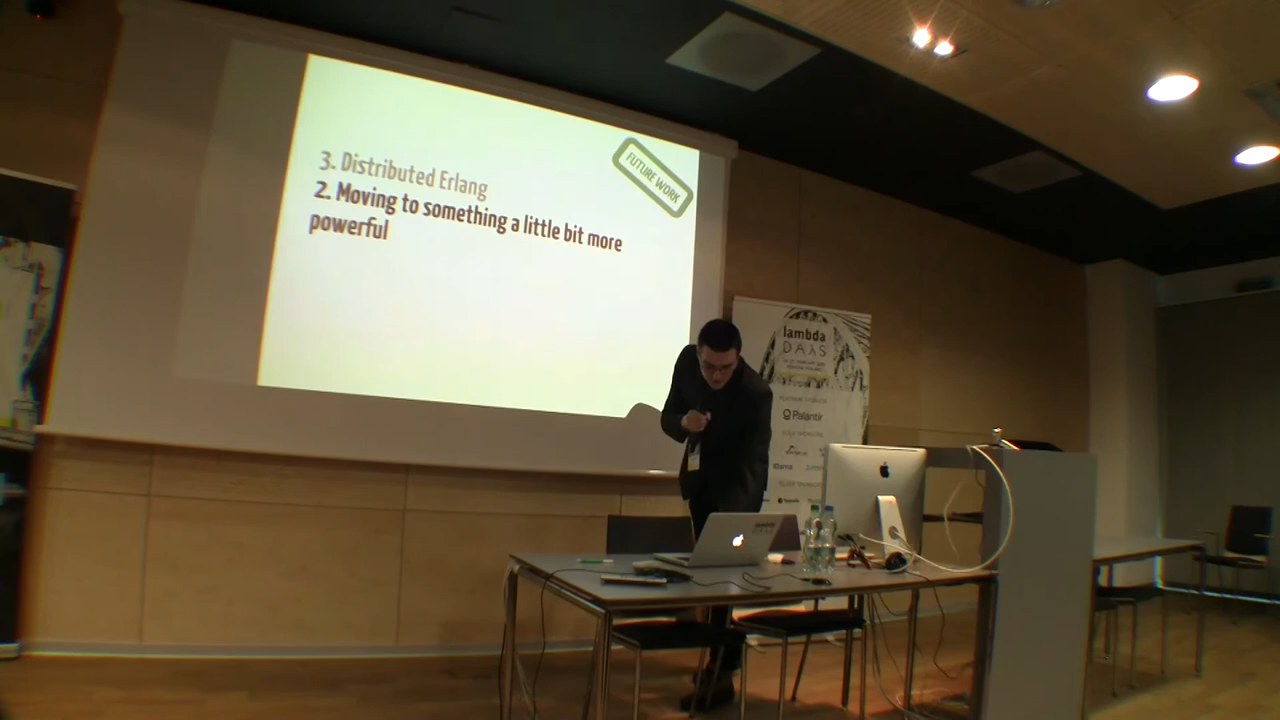 3. Distributed Erlang
2. Moving to something a little bit more
powerful
FUTURE WORK
lambda
DAYS
Palantir